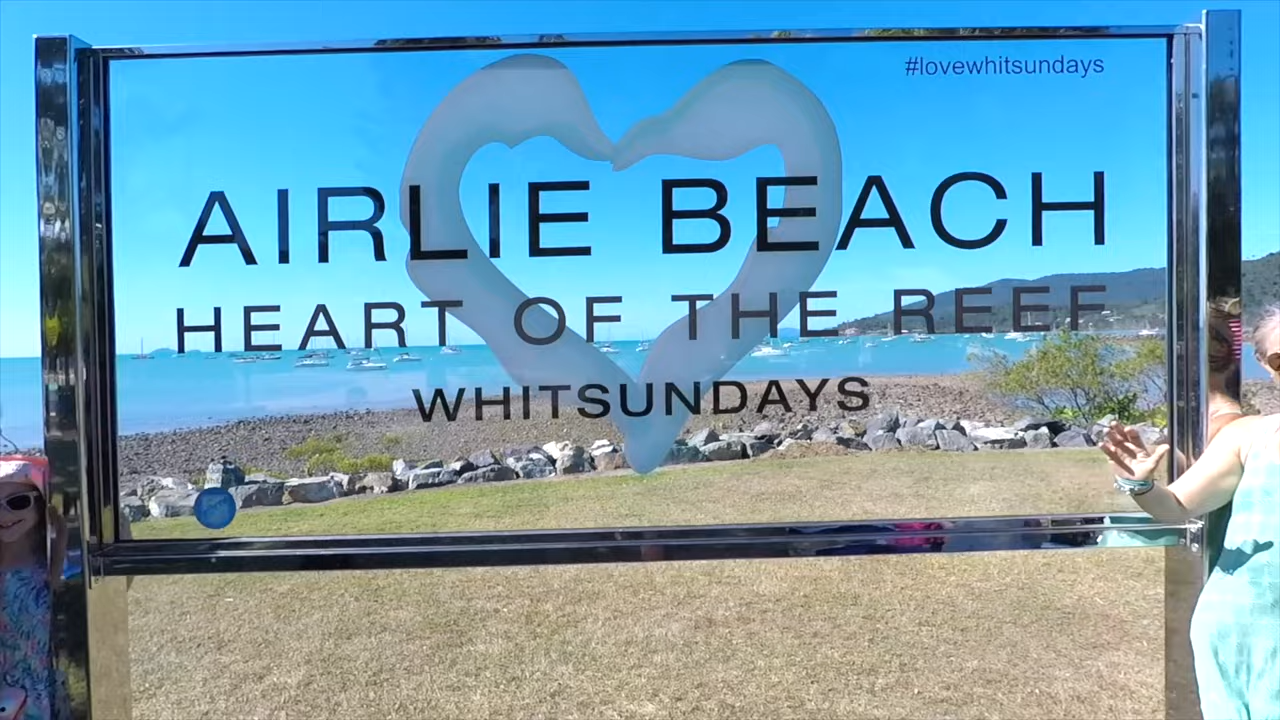 #lovewhitsundays
AIRLIE BEACH
HEART OF THE REEF
WHITSUNDAYS